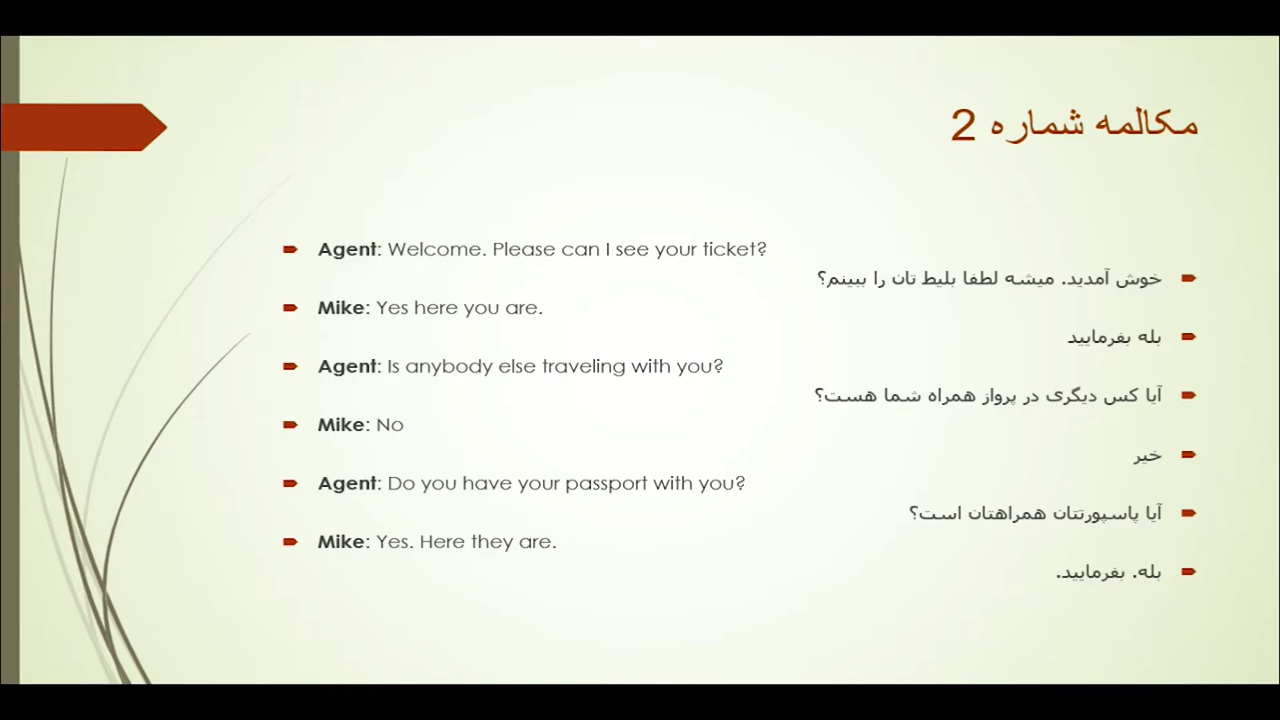 مکالمه شماره 2
Agent: Welcome. Please can I see your ticket?
خوش آمدید. میشه لطفا بلیط تان را ببینم؟
Mike: Yes here you are.
بله بفرمایید
Agent: Is anybody else traveling with you?
آیا کس دیگری در پرواز همراه شما هست؟
Mike: No
خیر
Agent: Do you have your passport with you?
آیا پاسپورتتان همراهتان است؟
Mike: Yes. Here they are.
بله. بفرمایید.